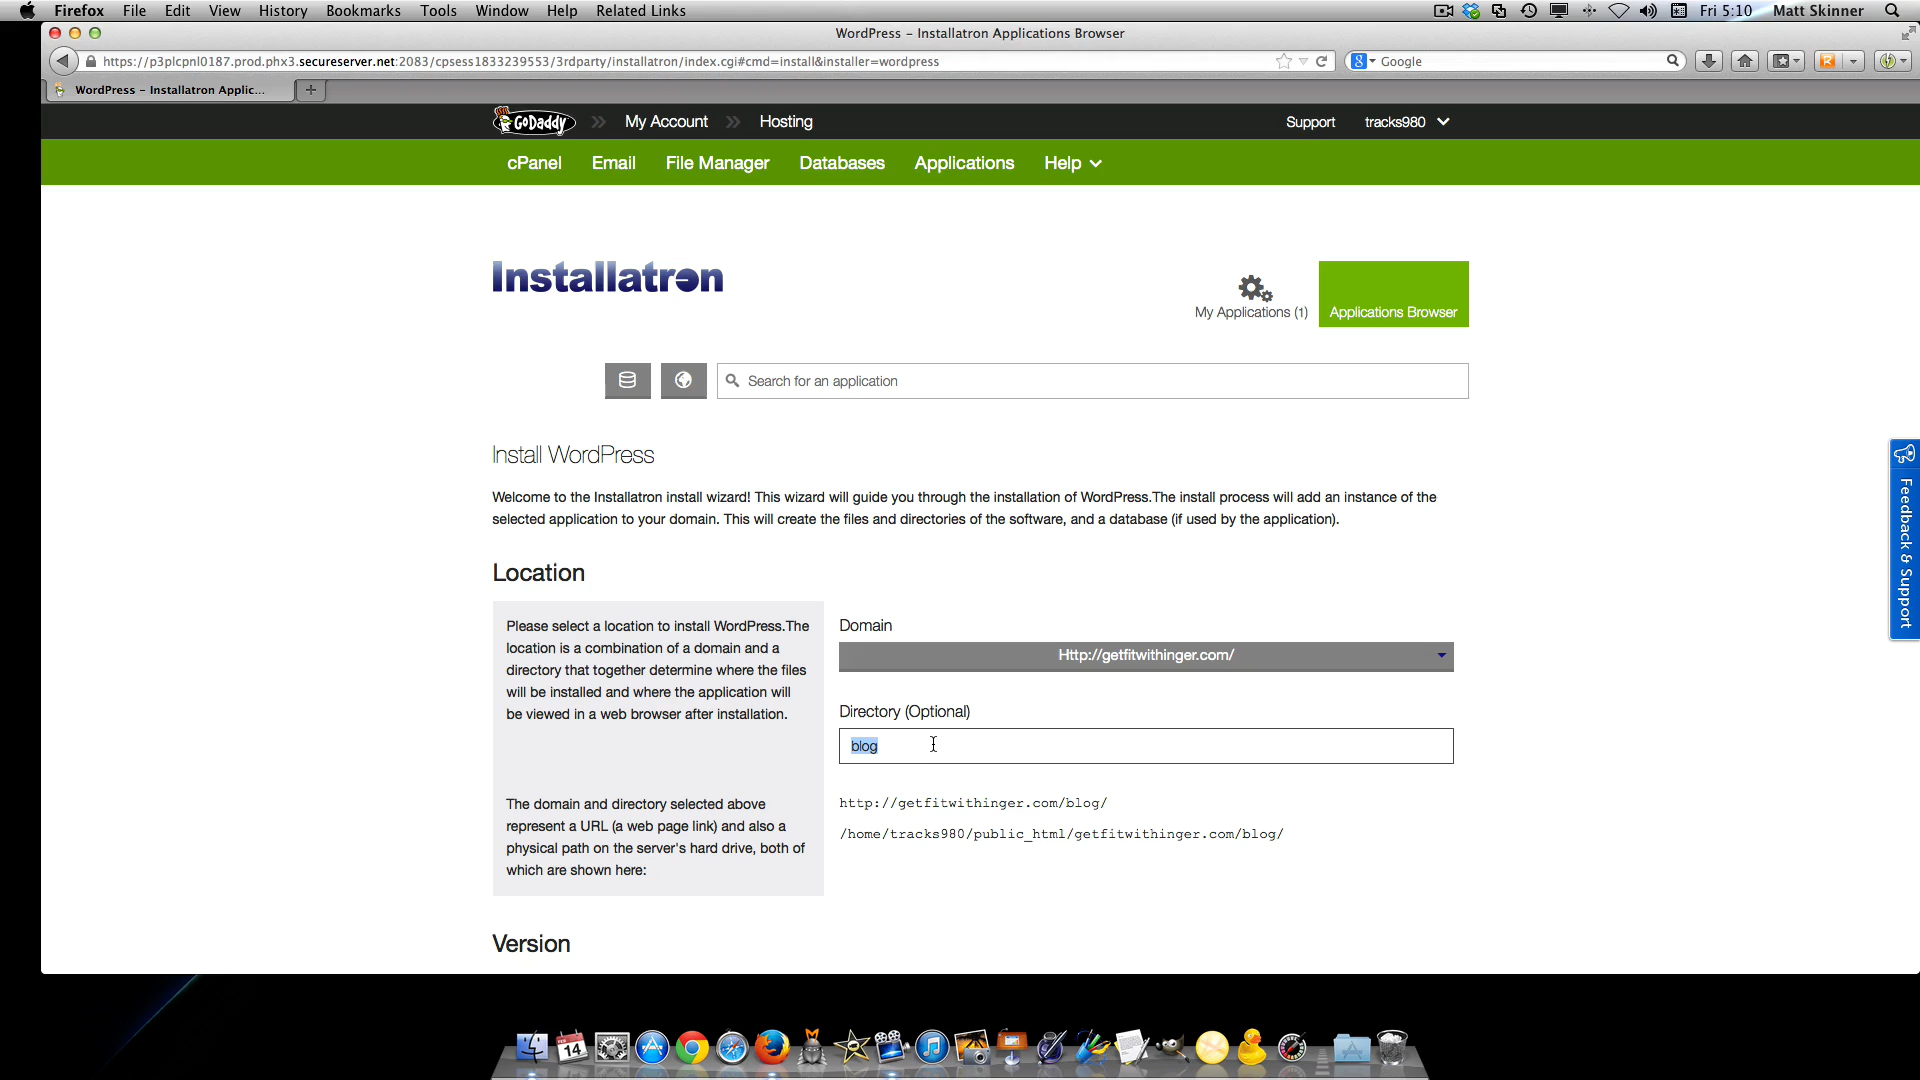 Firefox File Edit View History Bookmarks Tools Window Help Related Links Fri 5:10 Matt Skinner
WordPress – Installatron Applications Browser
https://p3plcpnl0187.prod.phx3.secureserver.net:2083/cpsess1833239553/3rdparty/installatron/index.cgi#cmd=install&installer=wordpress Google
WordPress – Installatron Applic...
GoDaddy My Account Hosting Support tracks980
cPanel Email File Manager Databases Applications Help
Installatron
My Applications (1) Applications Browser
Search for an application
Install WordPress
Welcome to the Installatron install wizard! This wizard will guide you through the installation of WordPress.The install process will add an instance of the
selected application to your domain. This will create the files and directories of the software, and a database (if used by the application).
Location
Please select a location to install WordPress.The
location is a combination of a domain and a
directory that together determine where the files
will be installed and where the application will
be viewed in a web browser after installation.
Domain
Http://getfitwithinger.com/
Directory (Optional)
blog
The domain and directory selected above
represent a URL (a web page link) and also a
physical path on the server's hard drive, both of
which are shown here:
http://getfitwithinger.com/blog/
/home/tracks980/public_html/getfitwithinger.com/blog/
Version
Feedback & Support
14